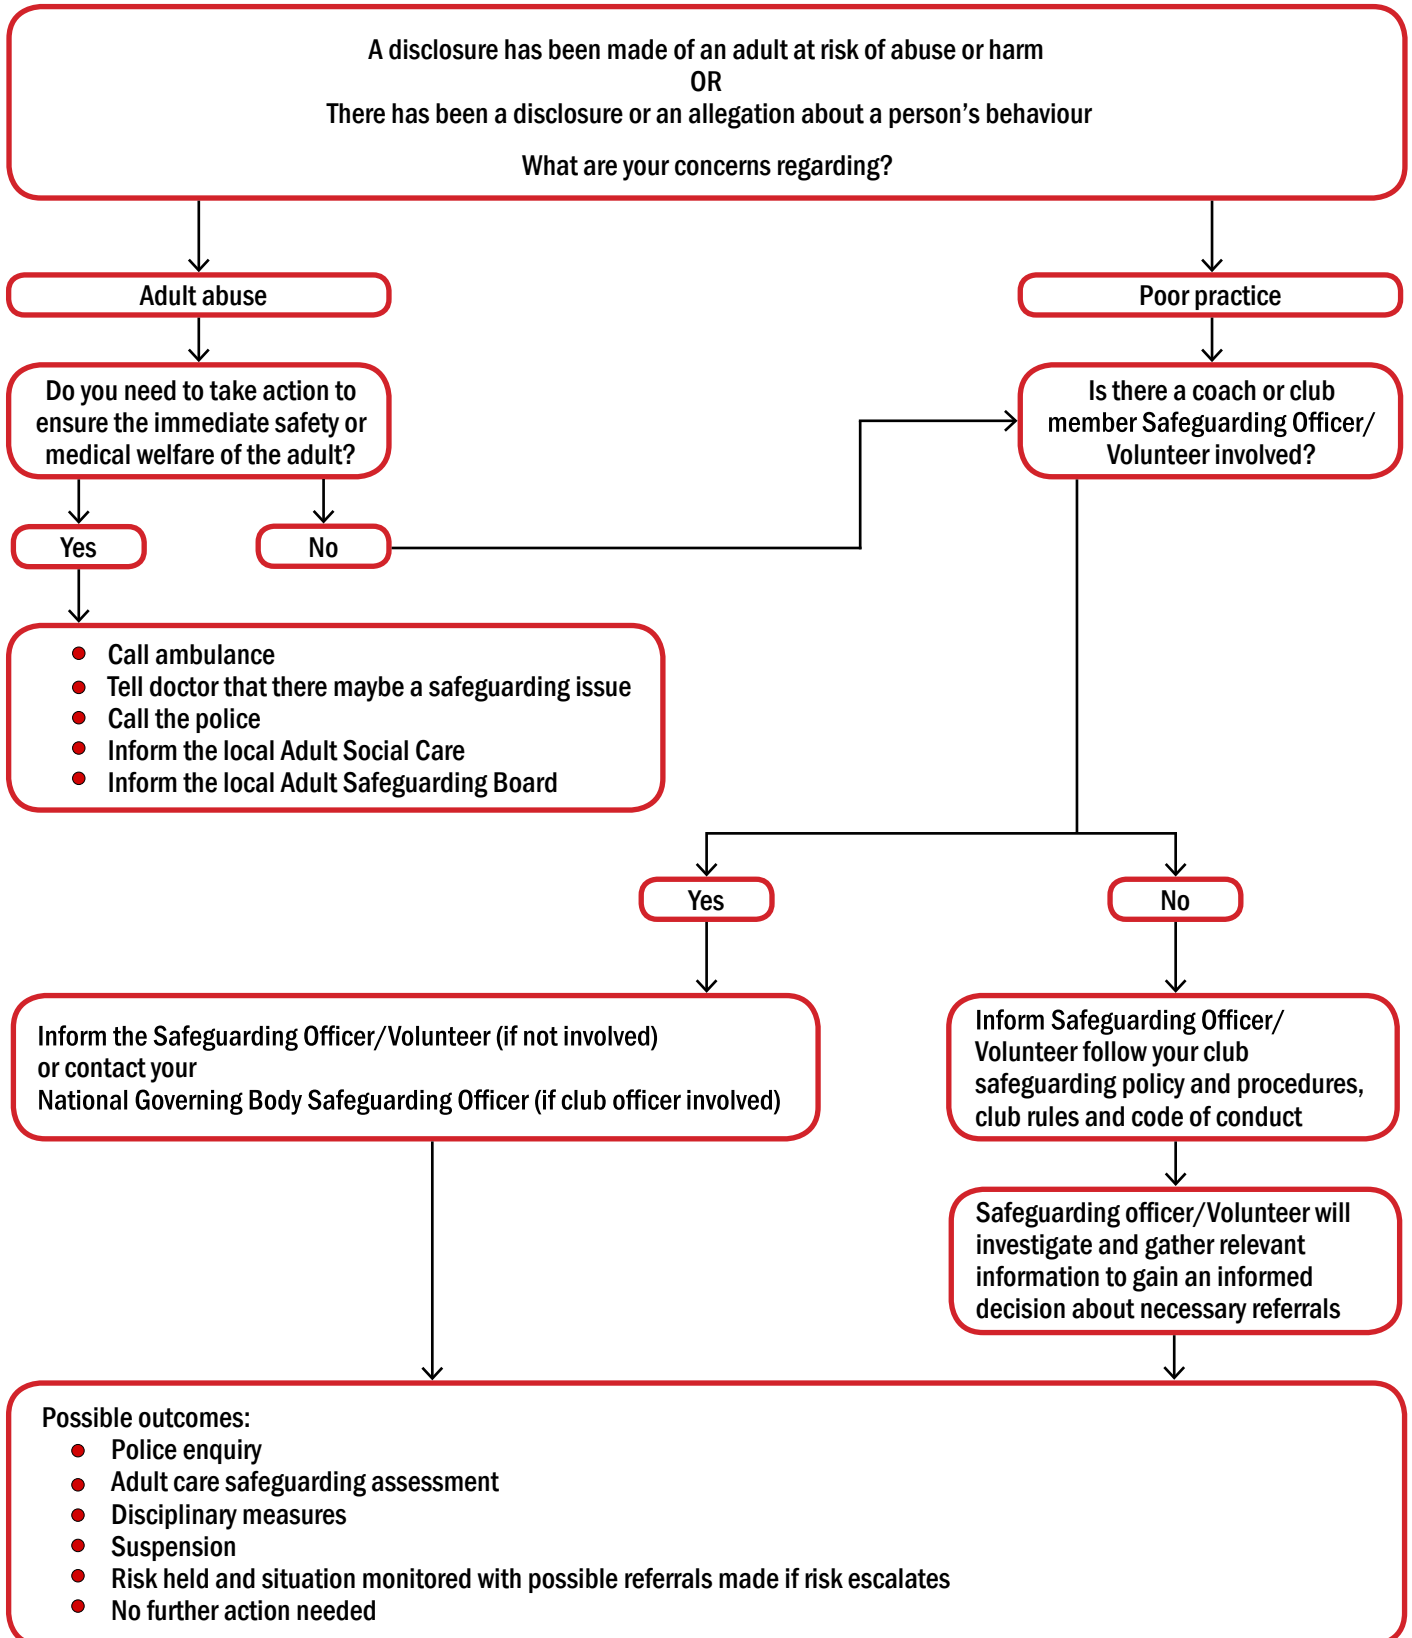 A disclosure has been made of an adult at risk of abuse or harm
OR
There has been a disclosure or an allegation about a person’s behaviour
What are your concerns regarding?
Adult abuse
Poor practice
Do you need to take action to
ensure the immediate safety or
medical welfare of the adult?
Is there a coach or club
member Safeguarding Officer/
Volunteer involved?
Yes
No
Call ambulance
Tell doctor that there maybe a safeguarding issue
Call the police
Inform the local Adult Social Care
Inform the local Adult Safeguarding Board
Yes
No
Inform the Safeguarding Officer/Volunteer (if not involved)
or contact your
National Governing Body Safeguarding Officer (if club officer involved)
Inform Safeguarding Officer/
Volunteer follow your club
safeguarding policy and procedures,
club rules and code of conduct
Safeguarding officer/Volunteer will
investigate and gather relevant
information to gain an informed
decision about necessary referrals
Possible outcomes:
Police enquiry
Adult care safeguarding assessment
Disciplinary measures
Suspension
Risk held and situation monitored with possible referrals made if risk escalates
No further action needed